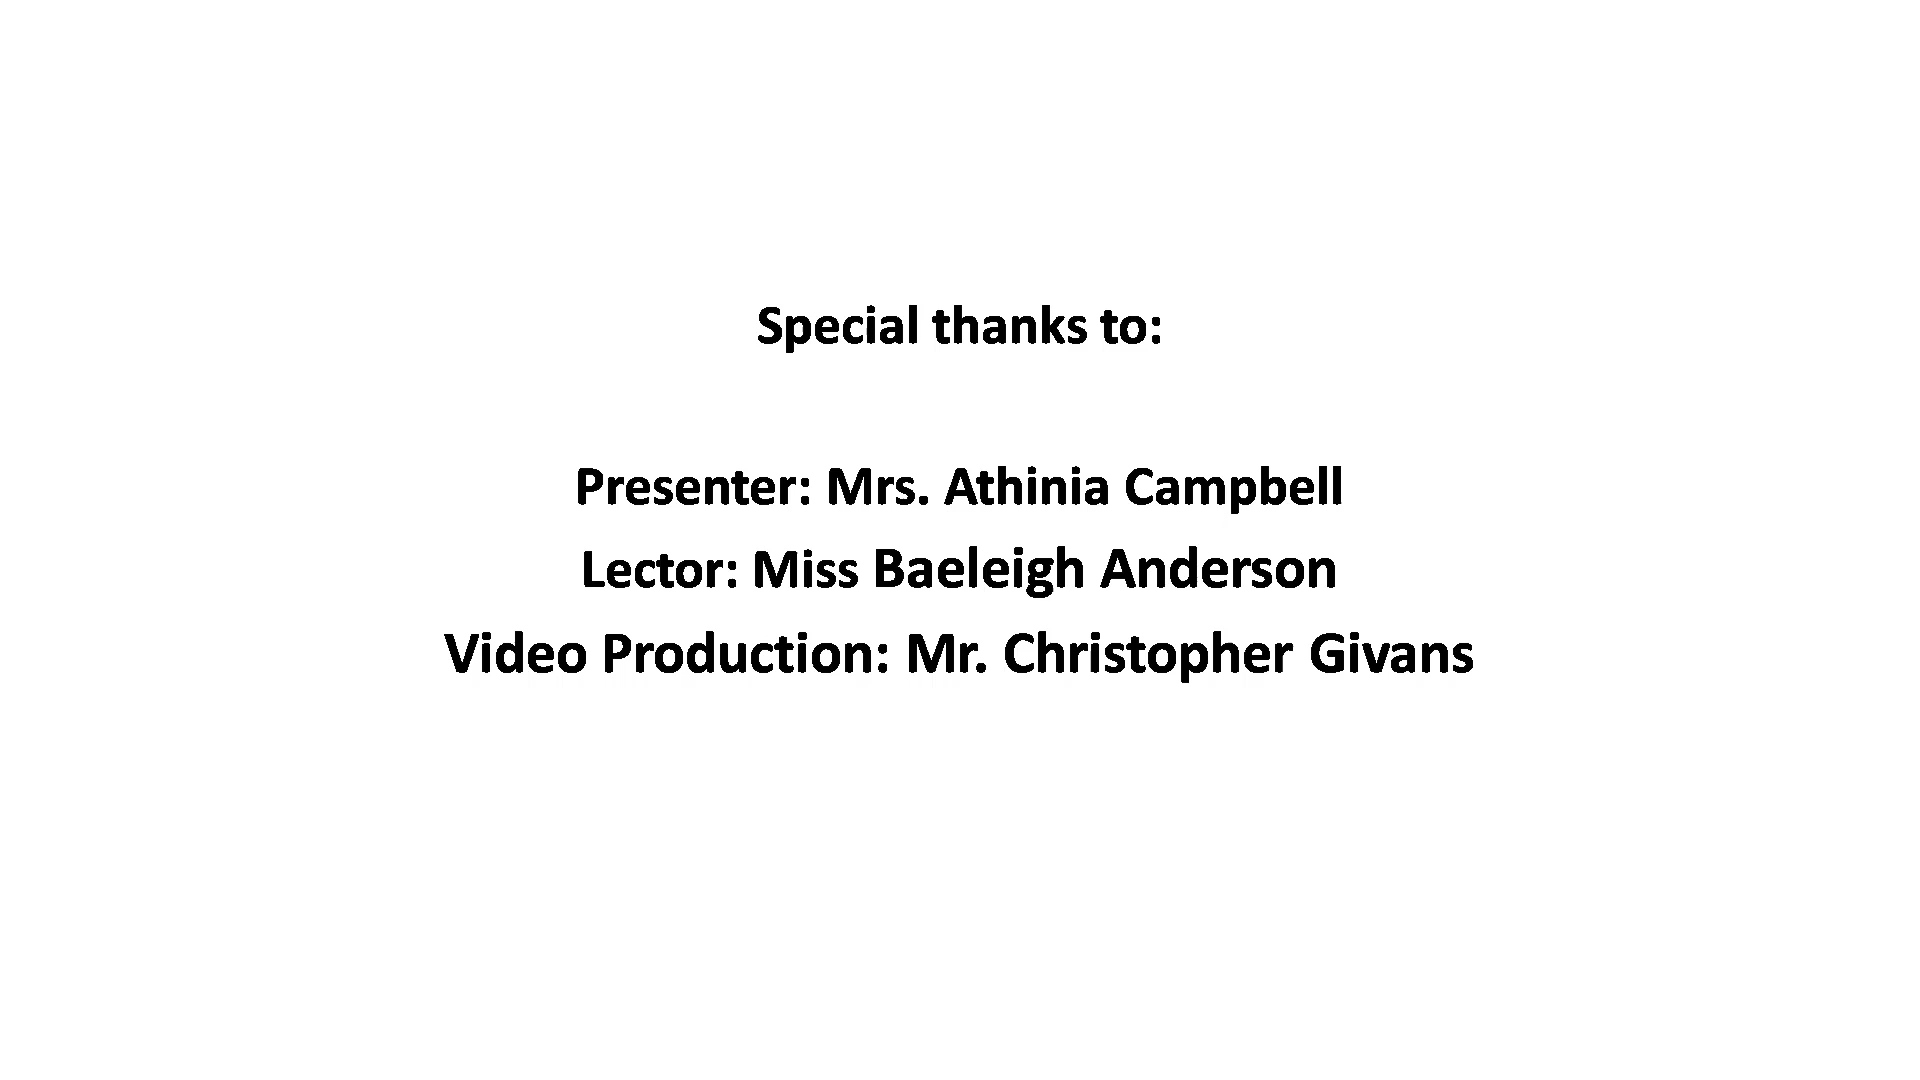 Special thanks to:
Presenter: Mrs. Athinia Campbell
Lector: Miss Baeleigh Anderson
Video Production: Mr. Christopher Givans